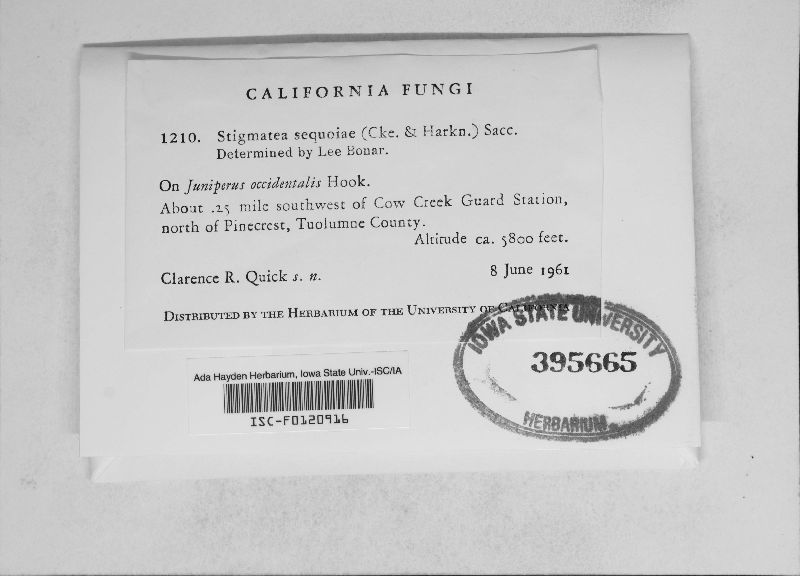 CALIFORNIA FUNGI
1210. Stigmatea sequoiae (Cke. & Harkn.) Sacc.
Determined by Lee Bonar.
On Juniperus occidentalis Hook.
About .25 mile southwest of Cow Creek Guard Station,
north of Pinecrest, Tuolumne County.
Altitude ca. 5800 feet.
Clarence R. Quick s. n.
8 June 1961
DISTRIBUTED BY THE HERBARIUM OF THE UNIVERSITY OF CALIFORNIA
IOWA STATE UNIVERSITY
395665
HERBARIUM
Ada Hayden Herbarium, Iowa State Univ.-ISC/IA
ISC-F0120916